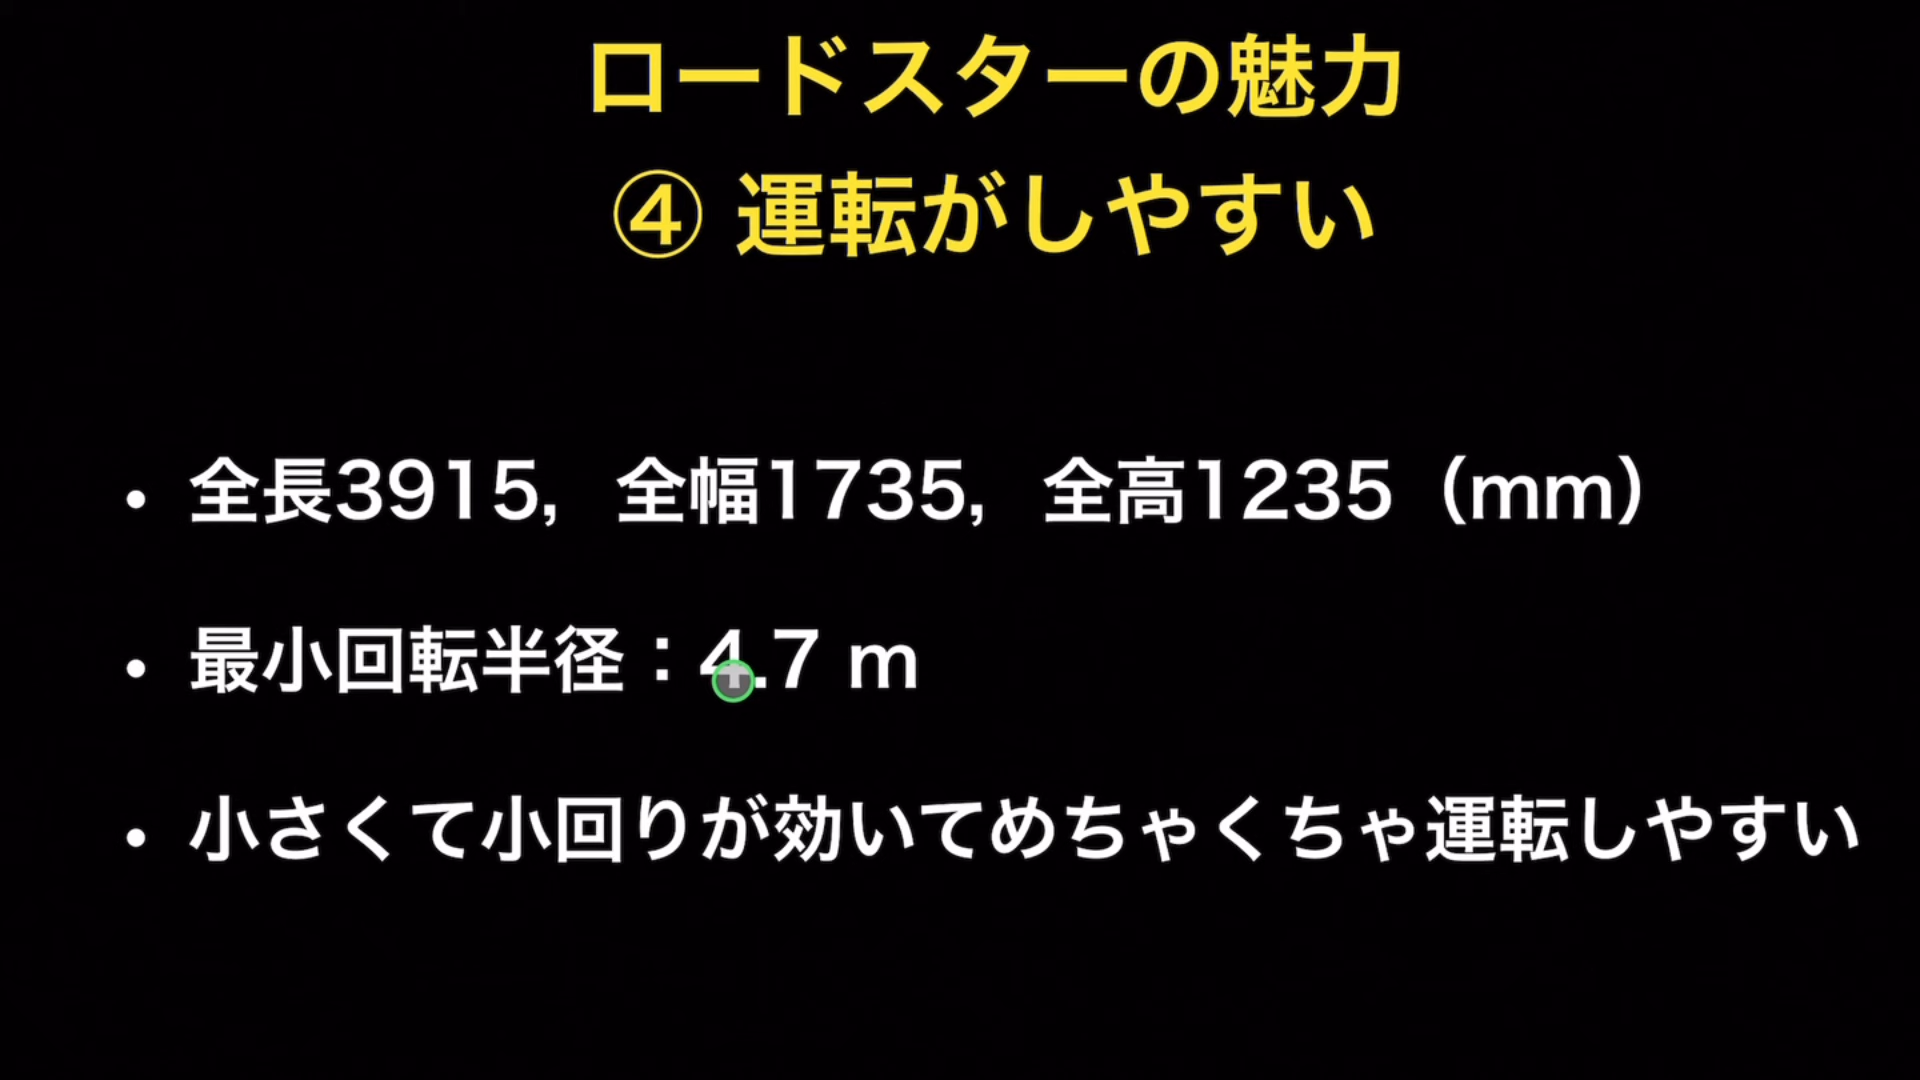 ロードスターの魅力
④ 運転がしやすい
• 全長3915, 全幅1735, 全高1235（mm）
• 最小回転半径：4.7 m
• 小さくて小回りが効いてめちゃくちゃ運転しやすい